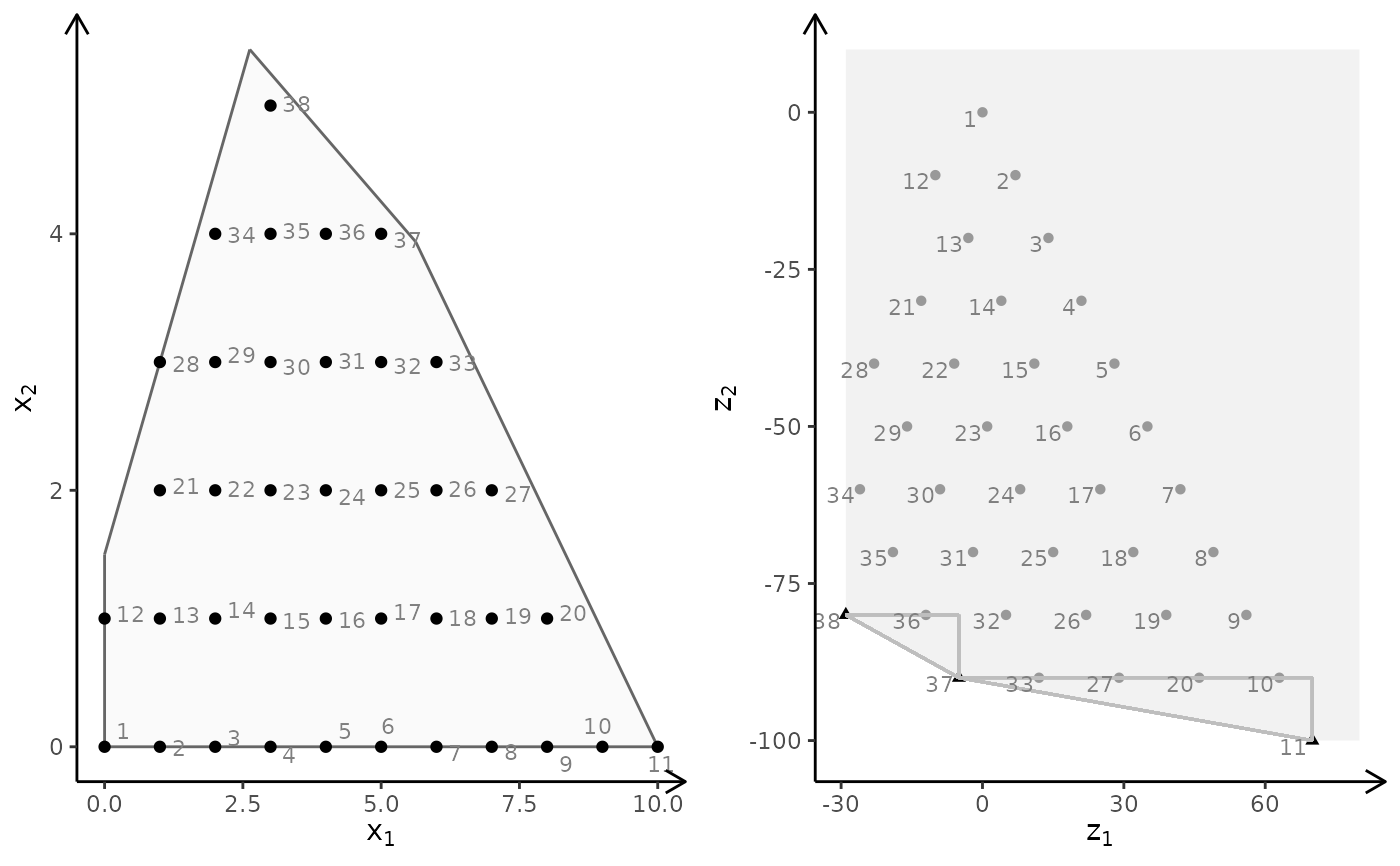 38
4
34 35 36 37
28 29 30 31 32 33
2
21 22 23 24 25 26 27
12 13 14 15 16 17 18 19 20
0
1 2 3 4 5 6 7 8 9 10 11
0.0 2.5 5.0 7.5 10.0
x1
x2
0
1
12 2
13 3
-25
21 14 4
28 22 15 5
-50
29 23 16 6
34 30 24 17 7
35 31 25 18 8
-75
38 36 32 26 19 9
37 33 27 20 10
-100
11
-30 0 30 60
z1
z2